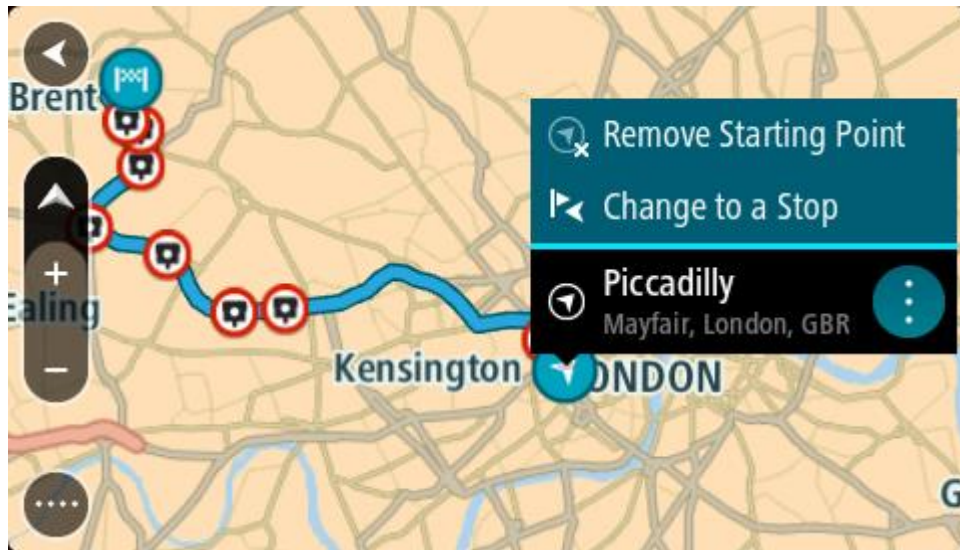 Brent
Remove Starting Point
Change to a Stop
Piccadilly
Mayfair, London, GBR
+
Ealing
−
Kensington
ONDON
G